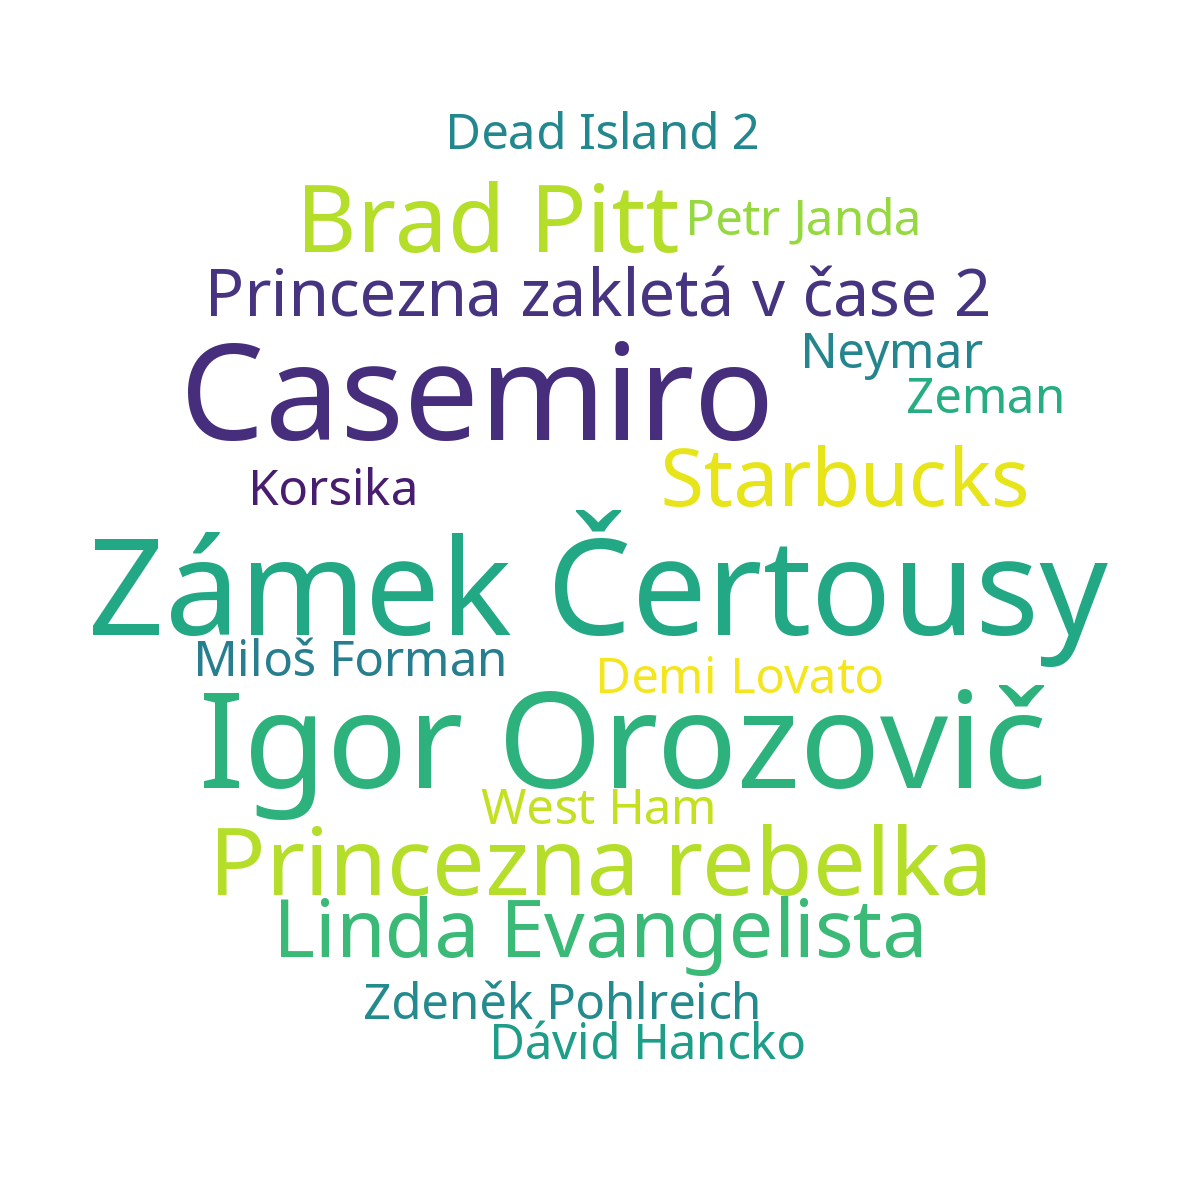 Dead Island 2
Brad Pitt
Petr Janda
Princezna zakletá v čase 2
Neymar
Casemiro
Zeman
Starbucks
Korsika
Zámek Čertousy
Miloš Forman
Demi Lovato
Igor Orozovič
West Ham
Princezna rebelka
Linda Evangelista
Zdeněk Pohlreich
Dávid Hancko